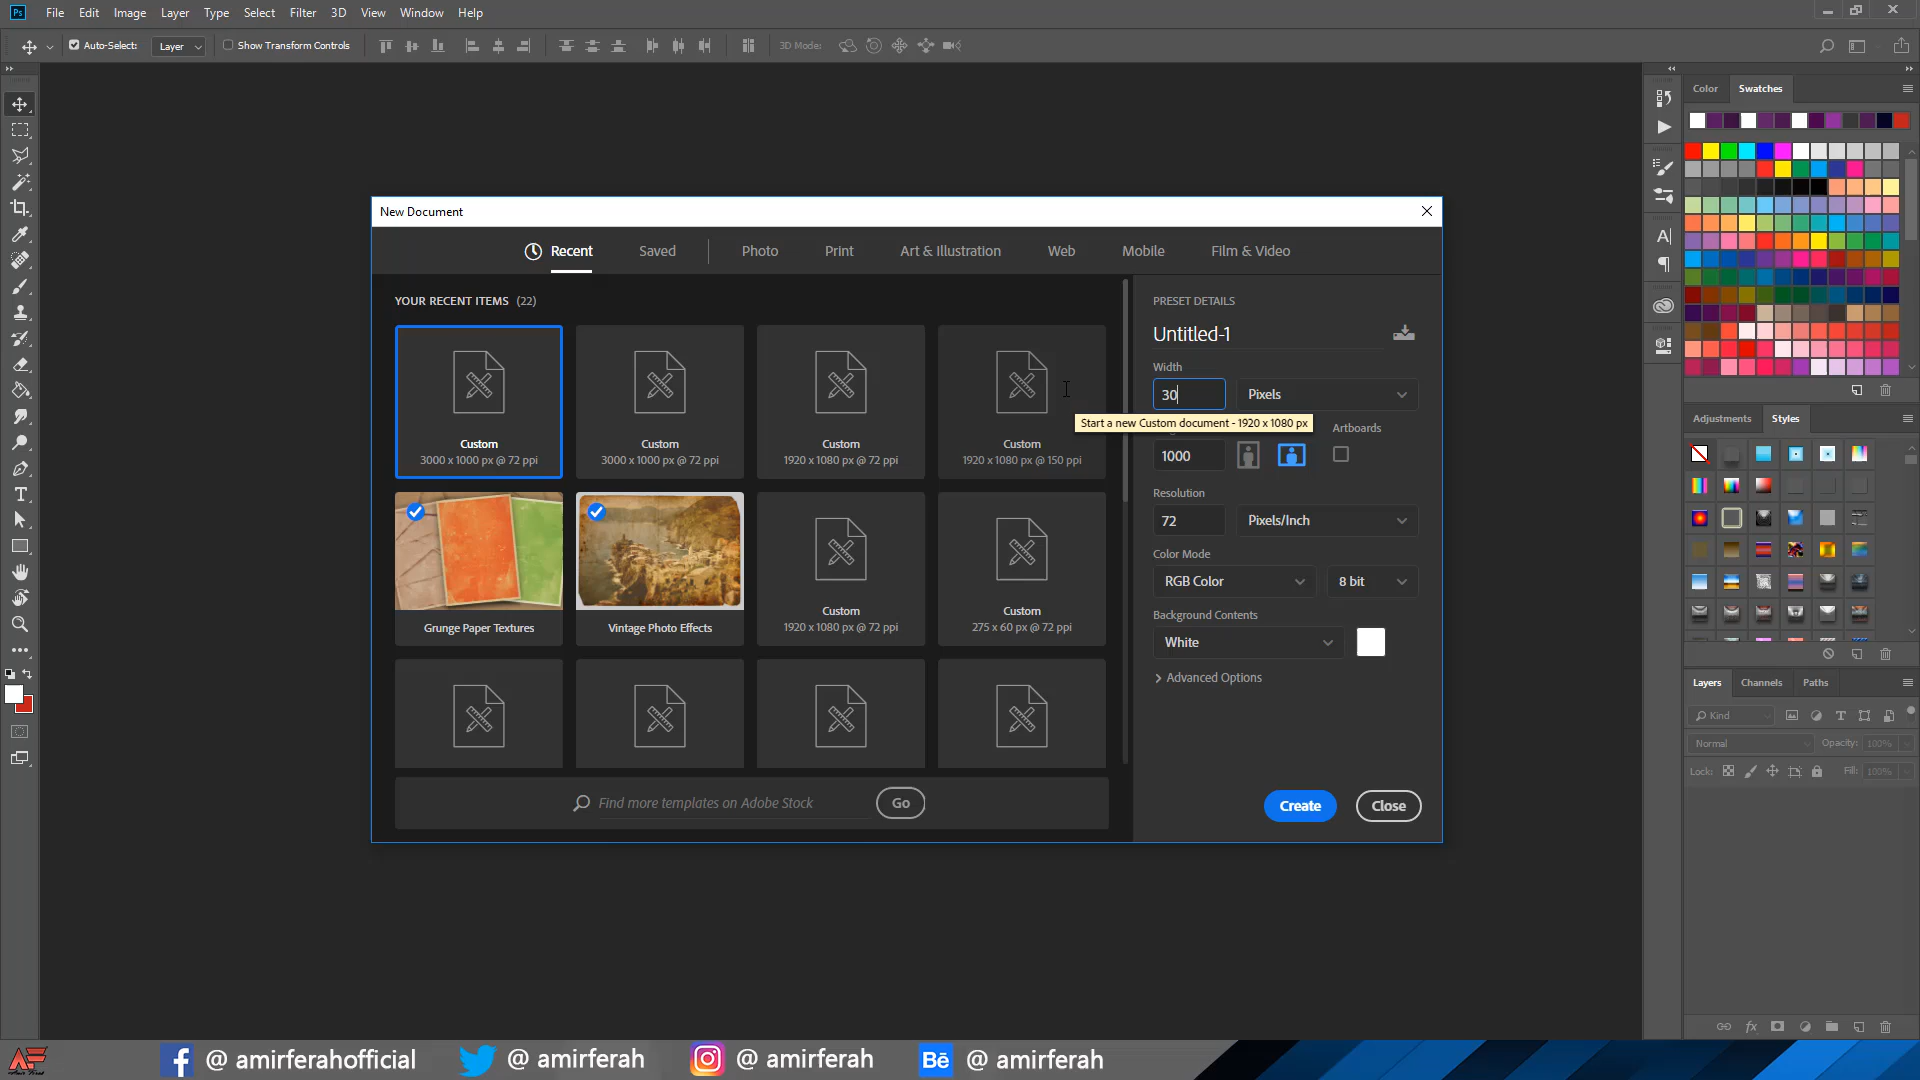 Ps File Edit Image Layer Type Select Filter 3D View Window Help
Auto-Select: Layer Show Transform Controls 3D Mode:
Color Swatches
New Document
Recent Saved Photo Print Art & Illustration Web Mobile Film & Video
YOUR RECENT ITEMS (22)
Custom
3000 x 1000 px @ 72 ppi
Custom
3000 x 1000 px @ 72 ppi
Custom
1920 x 1080 px @ 72 ppi
Custom
1920 x 1080 px @ 150 ppi
Grunge Paper Textures
Vintage Photo Effects
Custom
1920 x 1080 px @ 72 ppi
Custom
275 x 60 px @ 72 ppi
Find more templates on Adobe Stock Go
PRESET DETAILS
Untitled-1
Width
30 Pixels
Start a new Custom document - 1920 x 1080 px
Artboards
1000
Resolution
72 Pixels/Inch
Color Mode
RGB Color 8 bit
Background Contents
White
Advanced Options
Create Close
Adjustments Styles
Layers Channels Paths
Kind
Normal Opacity: 100%
Lock: Fill: 100%
fx
@ amirferahofficial @ amirferah @ amirferah Bē @ amirferah